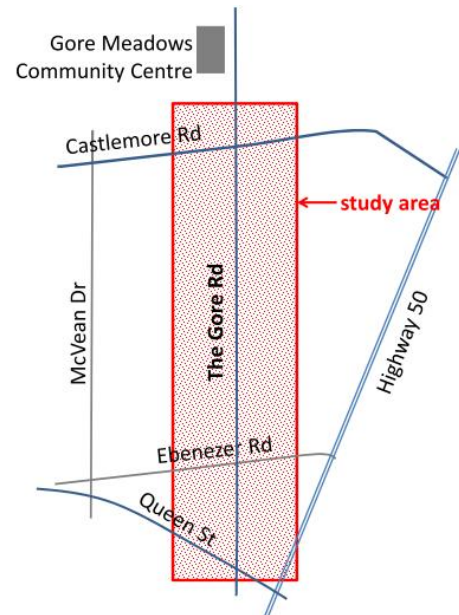 Gore Meadows
Community Centre
Castlemore Rd
study area
McVean Dr
The Gore Rd
Highway 50
Ebenezer Rd
Queen St